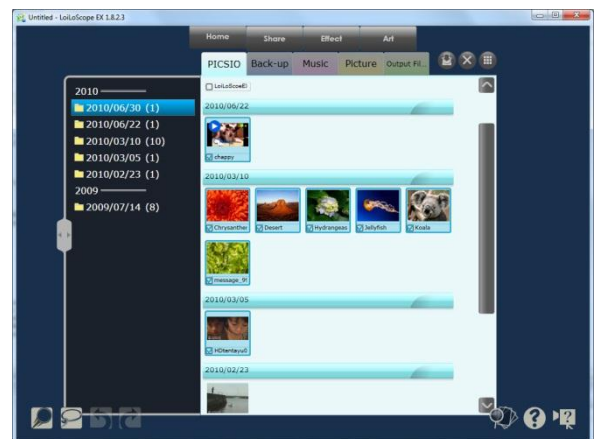 Untitled - LoiLoScope EX 1.8.2.3
Home Share Effect Art
PICSIO Back-up Music Picture Output Fil...
2010
2010/06/30 (1)
2010/06/22 (1)
2010/03/10 (10)
2010/03/05 (1)
2010/02/23 (1)
2009
2009/07/14 (8)
LoiLoScoeE
2010/06/22
chappy
2010/03/10
Chrysanthe Desert Hydrangeas Jellyfish Koala
message_9
2010/03/05
HDtentayu0
2010/02/23